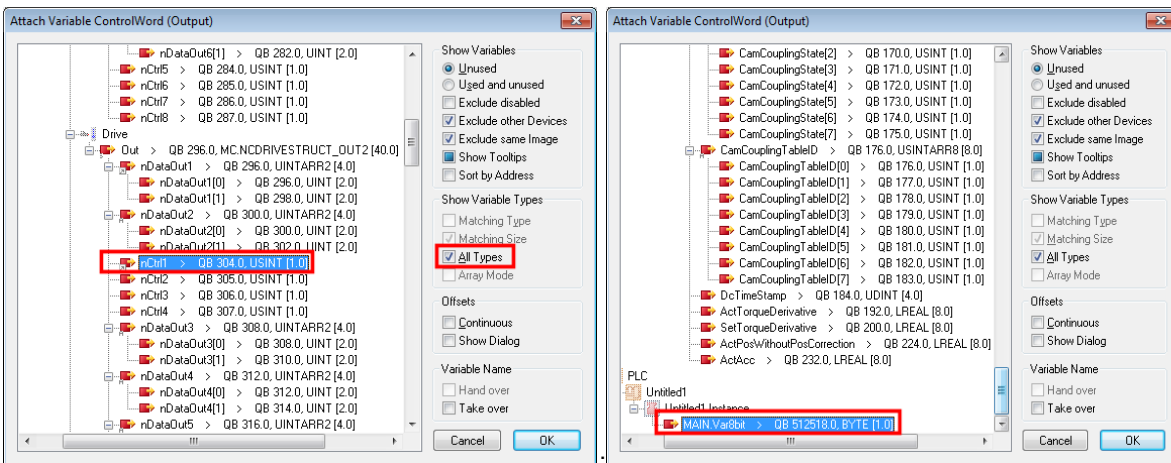 Attach Variable ControlWord (Output)
nDataOut6[1] > QB 282.0, UINT [2.0]
nCtrl5 > QB 284.0, USINT [1.0]
nCtrl6 > QB 285.0, USINT [1.0]
nCtrl7 > QB 286.0, USINT [1.0]
nCtrl8 > QB 287.0, USINT [1.0]
Drive
Out > QB 296.0, MC.NCDRIVESTRUCT_OUT2 [40.0]
nDataOut1 > QB 296.0, UINTARR2 [4.0]
nDataOut1[0] > QB 296.0, UINT [2.0]
nDataOut1[1] > QB 298.0, UINT [2.0]
nDataOut2 > QB 300.0, UINTARR2 [4.0]
nDataOut2[0] > QB 300.0, UINT [2.0]
nDataOut2[1] > QB 302.0, UINT [2.0]
nCtrl1 > QB 304.0, USINT [1.0]
nCtrl2 > QB 305.0, USINT [1.0]
nCtrl3 > QB 306.0, USINT [1.0]
nCtrl4 > QB 307.0, USINT [1.0]
nDataOut3 > QB 308.0, UINTARR2 [4.0]
nDataOut3[0] > QB 308.0, UINT [2.0]
nDataOut3[1] > QB 310.0, UINT [2.0]
nDataOut4 > QB 312.0, UINTARR2 [4.0]
nDataOut4[0] > QB 312.0, UINT [2.0]
nDataOut4[1] > QB 314.0, UINT [2.0]
nDataOut5 > QB 316.0, UINTARR2 [4.0]
Show Variables
Unused
Used and unused
Exclude disabled
Exclude other Devices
Exclude same Image
Show Tooltips
Sort by Address
Show Variable Types
Matching Type
Matching Size
All Types
Array Mode
Offsets
Continuous
Show Dialog
Variable Name
Hand over
Take over
Cancel OK
.
Attach Variable ControlWord (Output)
CamCouplingState[2] > QB 170.0, USINT [1.0]
CamCouplingState[3] > QB 171.0, USINT [1.0]
CamCouplingState[4] > QB 172.0, USINT [1.0]
CamCouplingState[5] > QB 173.0, USINT [1.0]
CamCouplingState[6] > QB 174.0, USINT [1.0]
CamCouplingState[7] > QB 175.0, USINT [1.0]
CamCouplingTableID > QB 176.0, USINTARR8 [8.0]
CamCouplingTableID[0] > QB 176.0, USINT [1.0]
CamCouplingTableID[1] > QB 177.0, USINT [1.0]
CamCouplingTableID[2] > QB 178.0, USINT [1.0]
CamCouplingTableID[3] > QB 179.0, USINT [1.0]
CamCouplingTableID[4] > QB 180.0, USINT [1.0]
CamCouplingTableID[5] > QB 181.0, USINT [1.0]
CamCouplingTableID[6] > QB 182.0, USINT [1.0]
CamCouplingTableID[7] > QB 183.0, USINT [1.0]
DcTimeStamp > QB 184.0, UDINT [4.0]
ActTorqueDerivative > QB 192.0, LREAL [8.0]
SetTorqueDerivative > QB 200.0, LREAL [8.0]
ActPosWithoutPosCorrection > QB 224.0, LREAL [8.0]
ActAcc > QB 232.0, LREAL [8.0]
PLC
Untitled1
Untitled1 Instance
MAIN.Var8bit > QB 512518.0, BYTE [1.0]
Show Variables
Unused
Used and unused
Exclude disabled
Exclude other Devices
Exclude same Image
Show Tooltips
Sort by Address
Show Variable Types
Matching Type
Matching Size
All Types
Array Mode
Offsets
Continuous
Show Dialog
Variable Name
Hand over
Take over
Cancel OK